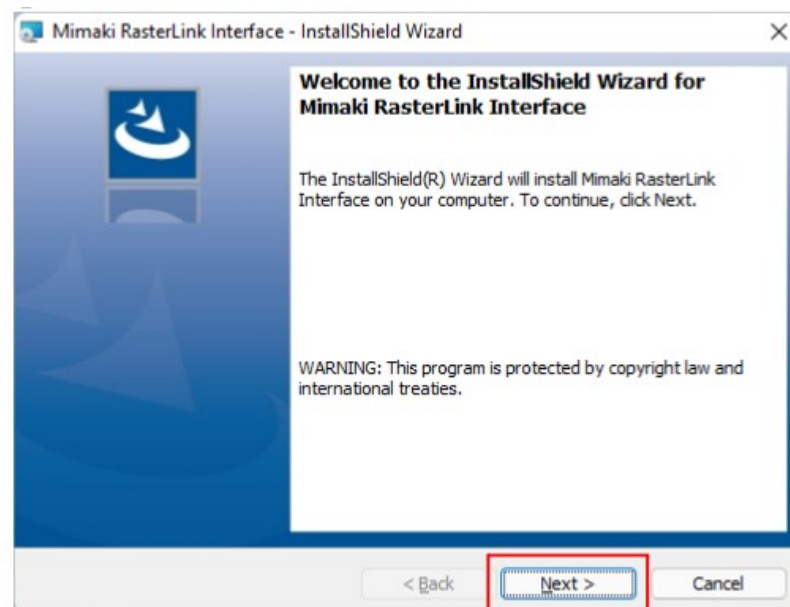 Mimaki RasterLink Interface - InstallShield Wizard
Welcome to the InstallShield Wizard for
Mimaki RasterLink Interface
The InstallShield(R) Wizard will install Mimaki RasterLink
Interface on your computer. To continue, click Next.
WARNING: This program is protected by copyright law and
international treaties.
< Back Next > Cancel